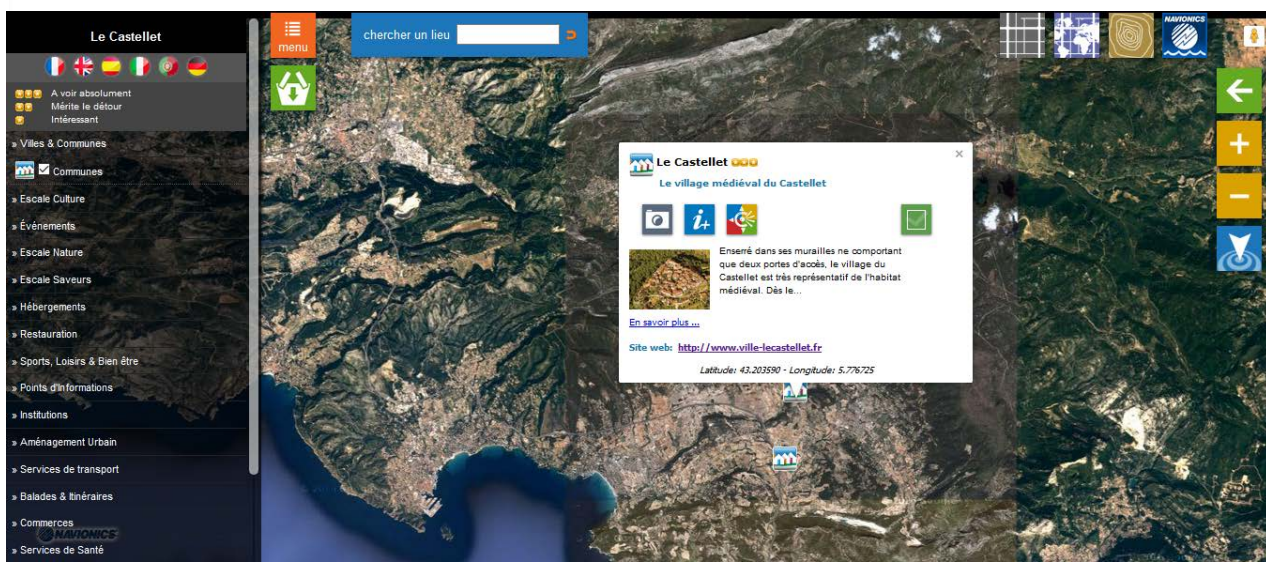 Le Castellet
A voir absolument
Mérite le détour
Intéressant
» Villes & Communes
Communes
» Escale Culture
» Événements
» Escale Nature
» Escale Saveurs
» Hébergements
» Restauration
» Sports, Loisirs & Bien être
» Points d'informations
» Institutions
» Aménagement Urbain
» Services de transport
» Balades & Itinéraires
» Commerces
NAVIONICS
» Services de Santé
menu
chercher un lieu
NAVIONICS
Le Castellet
Le village médiéval du Castellet
Enserré dans ses murailles ne comportant
que deux portes d'accès, le village du
Castellet est très représentatif de l'habitat
médiéval. Dès le...
En savoir plus ...
Site web: http://www.ville-lecastellet.fr
Latitude: 43.203590 - Longitude: 5.776725